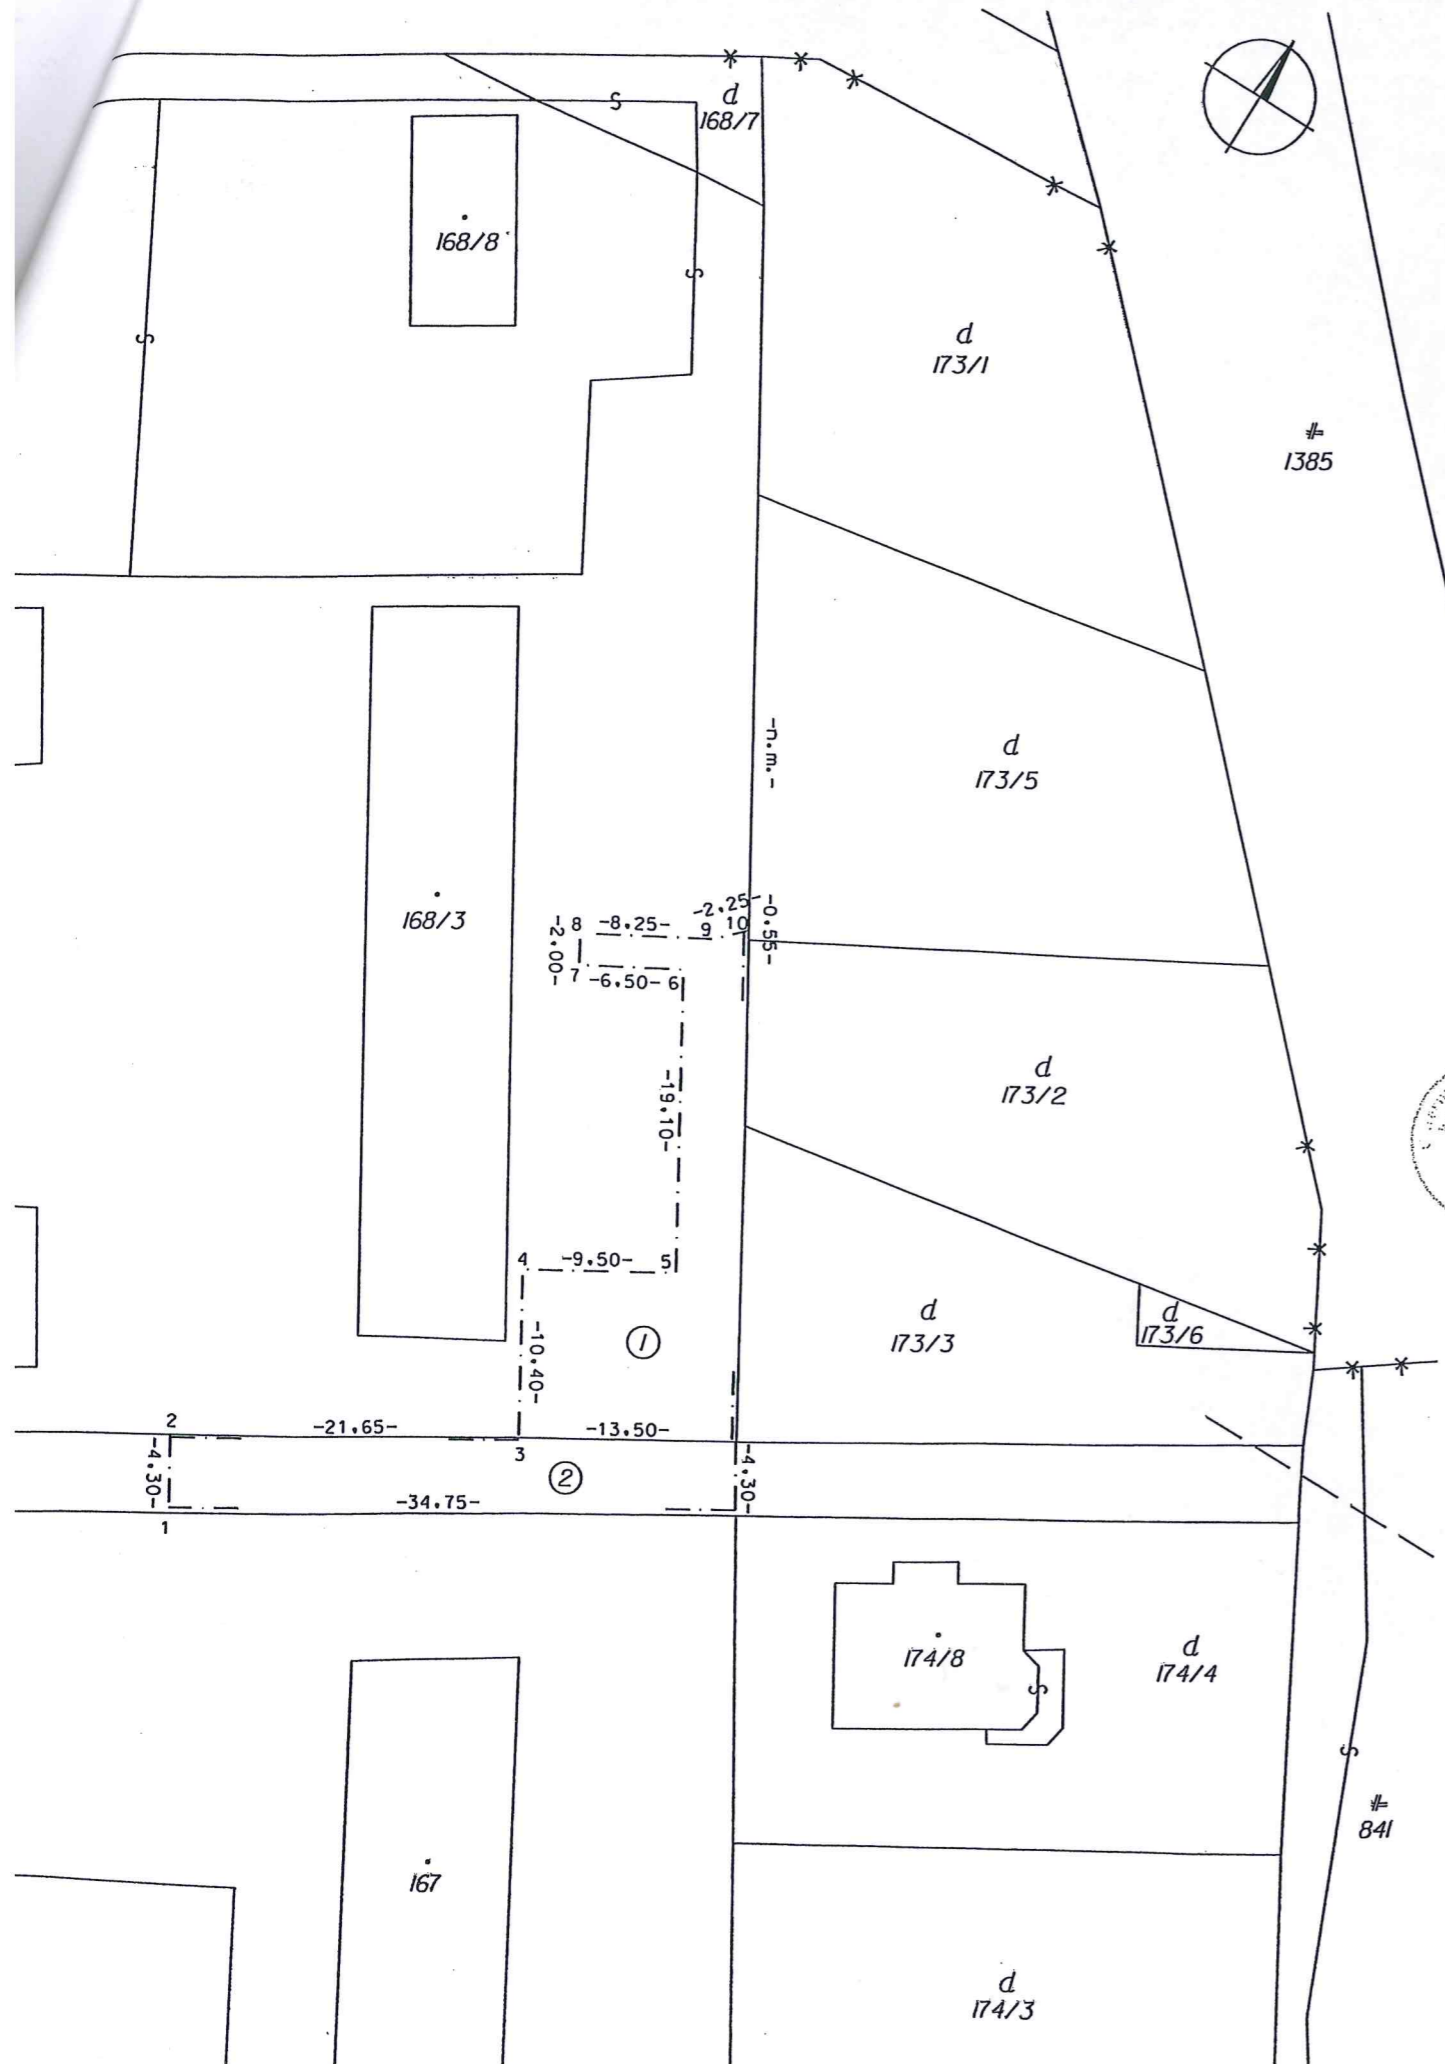 d
168/7
S
168/8
S
S
d
173/1
#
1385
-n.m.-
d
173/5
168/3
-2.25-
-0.55-
8
-8.25-
9
10
-2.00-
7
-6.50-
6
d
173/2
-19.10-
4
-9.50-
5
d
173/3
d
173/6
1
-10.40-
2
-21.65-
-13.50-
3
-4.30-
2
-4.30-
-34.75-
1
174/8
S
d
174/4
S
#
841
167
d
174/3